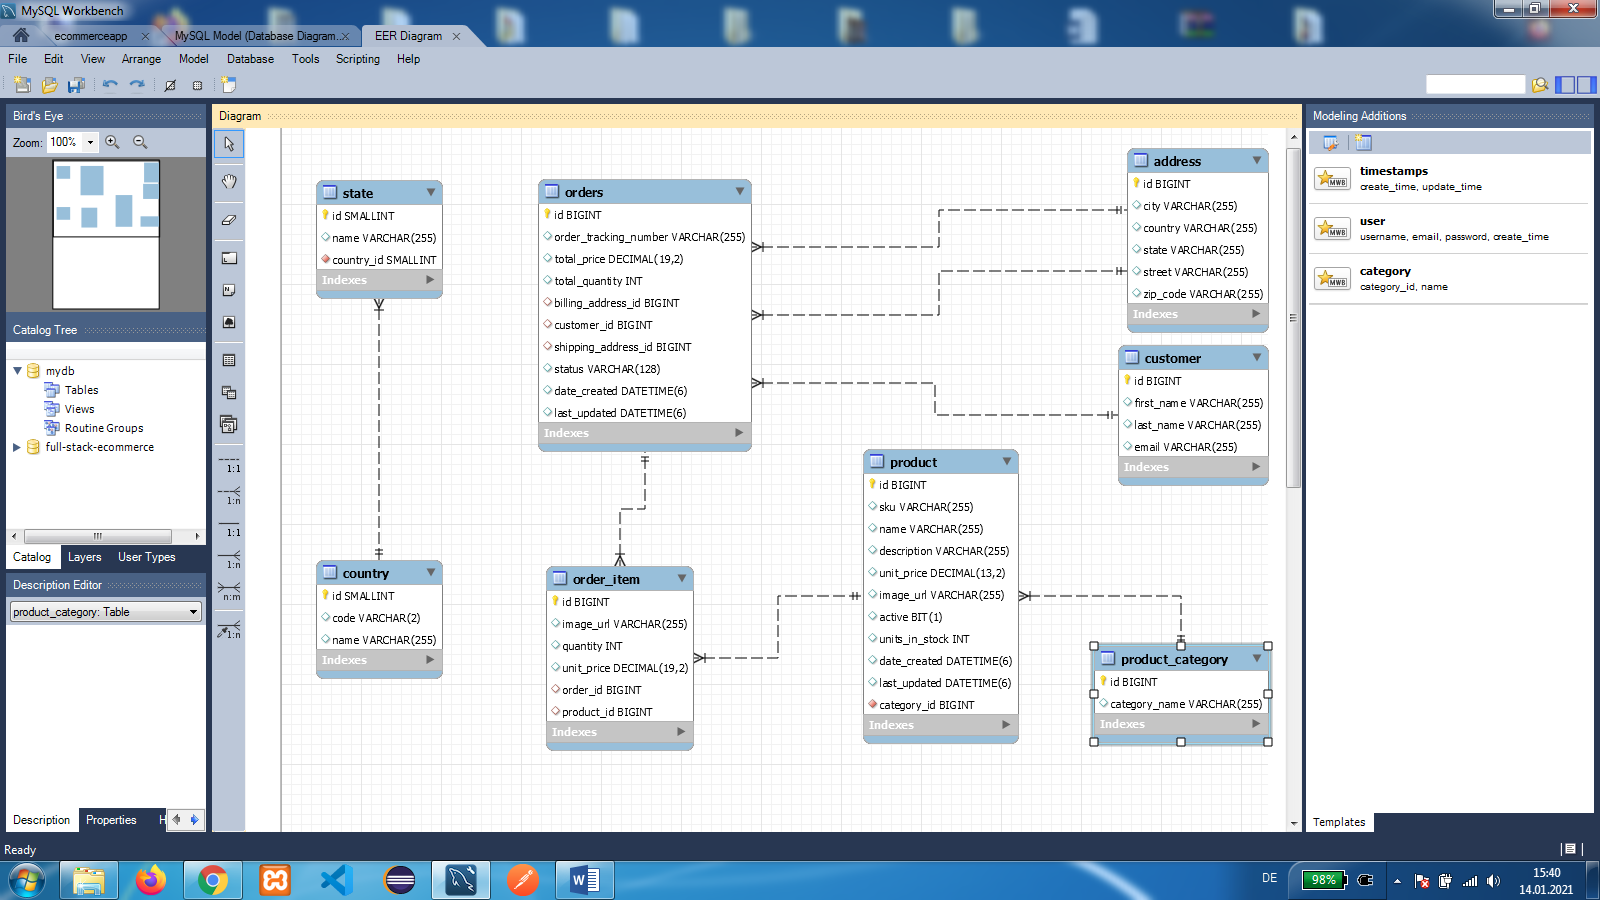 MySQL Workbench
ecommerceapp
MySQL Model (Database Diagram...
EER Diagram
File Edit View Arrange Model Database Tools Scripting Help
Bird's Eye
Zoom: 100%
Catalog Tree
mydb
Tables
Views
Routine Groups
full-stack-ecommerce
Catalog Layers User Types
Description Editor
product_category: Table
Description Properties H
Ready
Diagram
1:1
1:n
1:1
1:n
n:m
1:n
state
id SMALLINT
name VARCHAR(255)
country_id SMALLINT
Indexes
orders
id BIGINT
order_tracking_number VARCHAR(255)
total_price DECIMAL(19,2)
total_quantity INT
billing_address_id BIGINT
customer_id BIGINT
shipping_address_id BIGINT
status VARCHAR(128)
date_created DATETIME(6)
last_updated DATETIME(6)
Indexes
address
id BIGINT
city VARCHAR(255)
country VARCHAR(255)
state VARCHAR(255)
street VARCHAR(255)
zip_code VARCHAR(255)
Indexes
customer
id BIGINT
first_name VARCHAR(255)
last_name VARCHAR(255)
email VARCHAR(255)
Indexes
product
id BIGINT
sku VARCHAR(255)
name VARCHAR(255)
description VARCHAR(255)
unit_price DECIMAL(13,2)
image_url VARCHAR(255)
active BIT(1)
units_in_stock INT
date_created DATETIME(6)
last_updated DATETIME(6)
category_id BIGINT
Indexes
country
id SMALLINT
code VARCHAR(2)
name VARCHAR(255)
Indexes
order_item
id BIGINT
image_url VARCHAR(255)
quantity INT
unit_price DECIMAL(19,2)
order_id BIGINT
product_id BIGINT
Indexes
product_category
id BIGINT
category_name VARCHAR(255)
Indexes
Modeling Additions
MWB
timestamps
create_time, update_time
MWB
user
username, email, password, create_time
MWB
category
category_id, name
Templates
DE
98%
15:40
14.01.2021